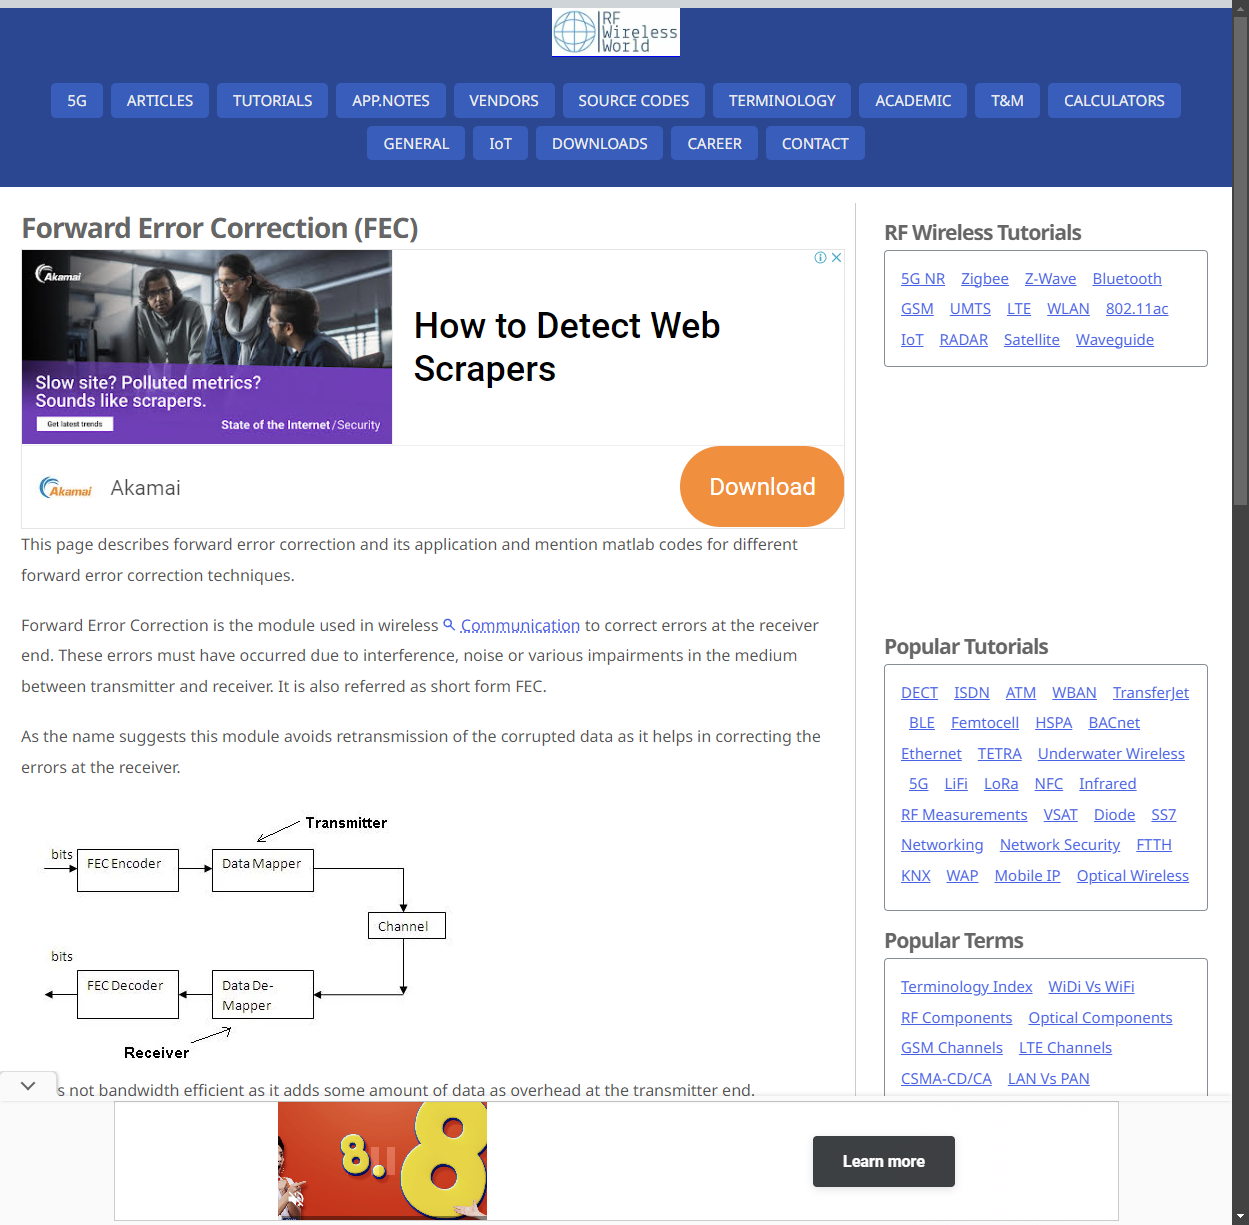 RF
Wireless
World
5G ARTICLES TUTORIALS APP.NOTES VENDORS SOURCE CODES TERMINOLOGY ACADEMIC T&M CALCULATORS
GENERAL IoT DOWNLOADS CAREER CONTACT
Forward Error Correction (FEC)
Akamai
Slow site? Polluted metrics?
Sounds like scrapers.
Get latest trends
State of the Internet / Security
How to Detect Web
Scrapers
Akamai
Akamai
Download
This page describes forward error correction and its application and mention matlab codes for different
forward error correction techniques.
Forward Error Correction is the module used in wireless Communication to correct errors at the receiver
end. These errors must have occurred due to interference, noise or various impairments in the medium
between transmitter and receiver. It is also referred as short form FEC.
As the name suggests this module avoids retransmission of the corrupted data as it helps in correcting the
errors at the receiver.
Transmitter
bits
FEC Encoder
Data Mapper
Channel
bits
FEC Decoder
Data De-
Mapper
Receiver
s not bandwidth efficient as it adds some amount of data as overhead at the transmitter end.
RF Wireless Tutorials
5G NR Zigbee Z-Wave Bluetooth
GSM UMTS LTE WLAN 802.11ac
IoT RADAR Satellite Waveguide
Popular Tutorials
DECT ISDN ATM WBAN TransferJet
BLE Femtocell HSPA BACnet
Ethernet TETRA Underwater Wireless
5G LiFi LoRa NFC Infrared
RF Measurements VSAT Diode SS7
Networking Network Security FTTH
KNX WAP Mobile IP Optical Wireless
Popular Terms
Terminology Index WiDi Vs WiFi
RF Components Optical Components
GSM Channels LTE Channels
CSMA-CD/CA LAN Vs PAN
8.8
Learn more